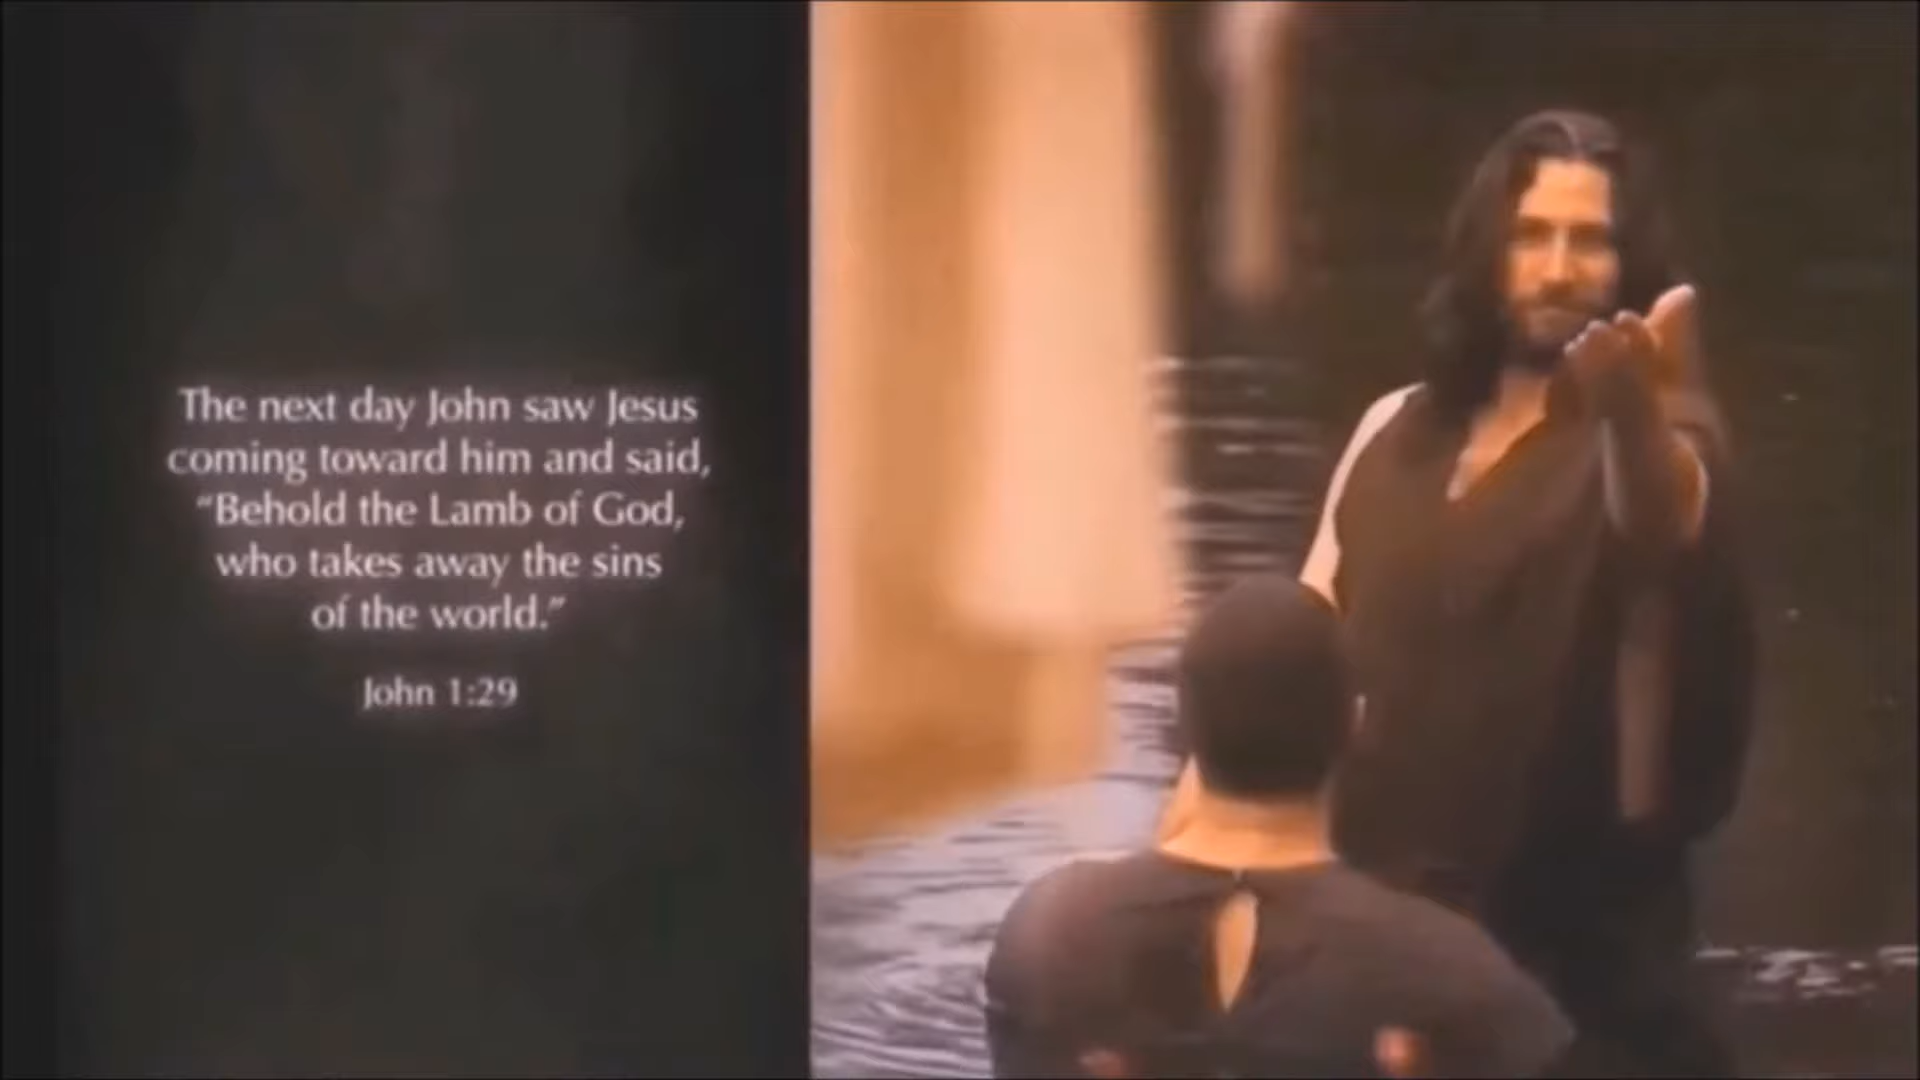 The next day John saw Jesus
coming toward him and said,
“Behold the Lamb of God,
who takes away the sins
of the world.”
John 1:29